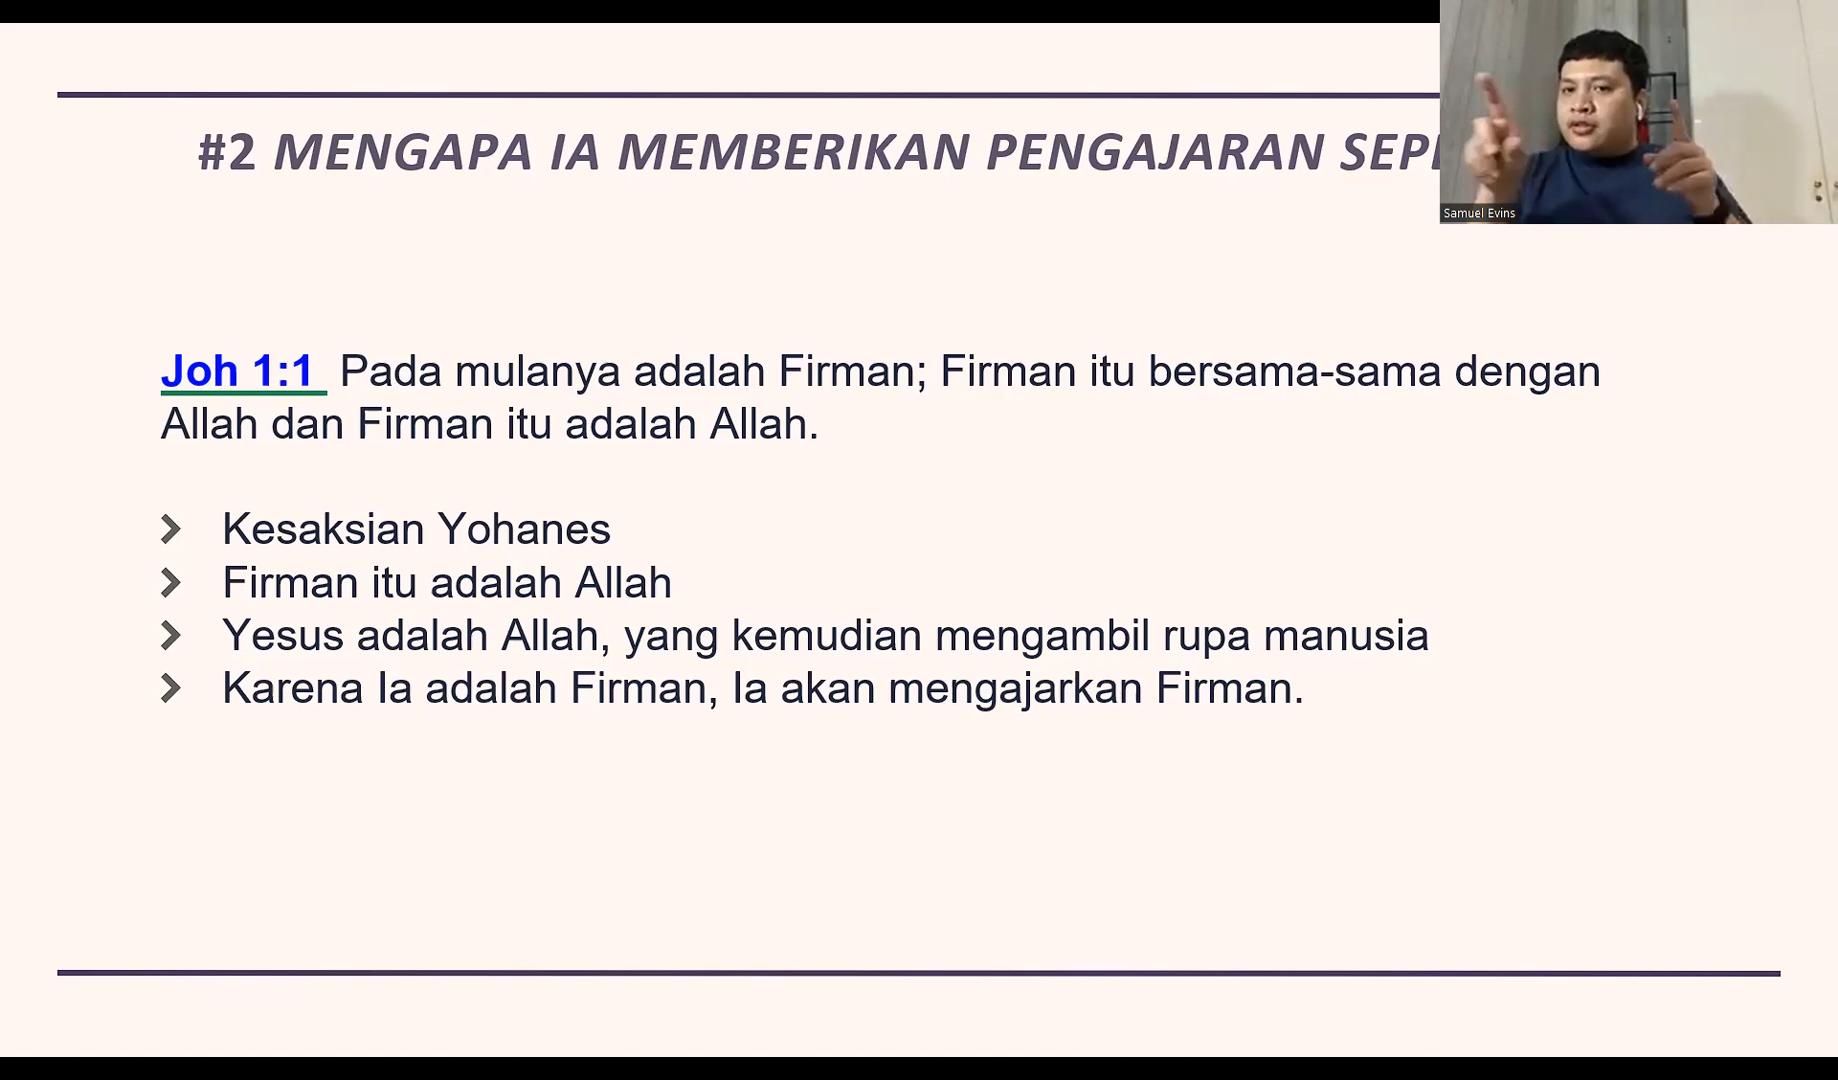 #2 MENGAPA IA MEMBERIKAN PENGAJARAN
Samuel Evins
Joh 1:1 Pada mulanya adalah Firman; Firman itu bersama-sama dengan
Allah dan Firman itu adalah Allah.
Kesaksian Yohanes
Firman itu adalah Allah
Yesus adalah Allah, yang kemudian mengambil rupa manusia
Karena Ia adalah Firman, Ia akan mengajarkan Firman.